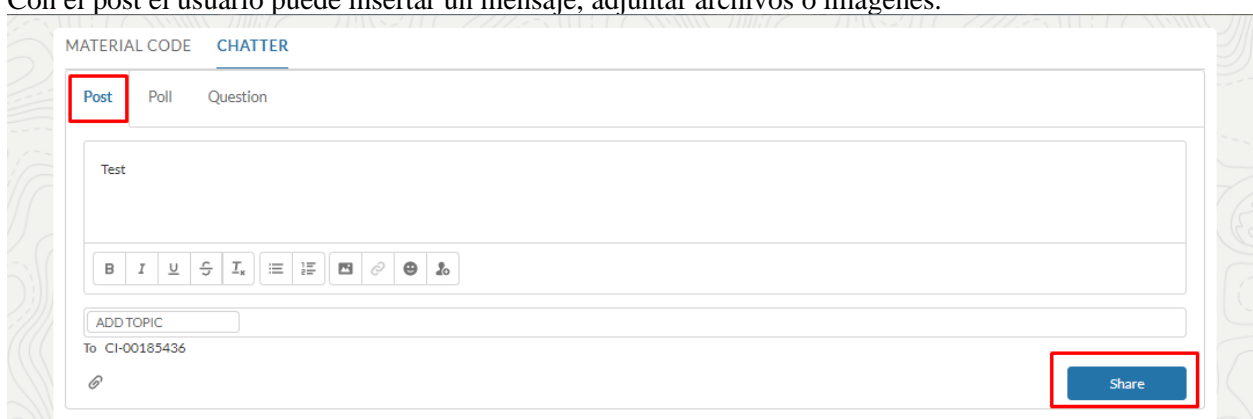 Con el post el usuario puede insertar un mensaje, adjuntar archivos o imágenes.
MATERIAL CODE CHATTER
Post Poll Question
Test
B I U S Tx
ADD TOPIC
To CI-00185436
Share